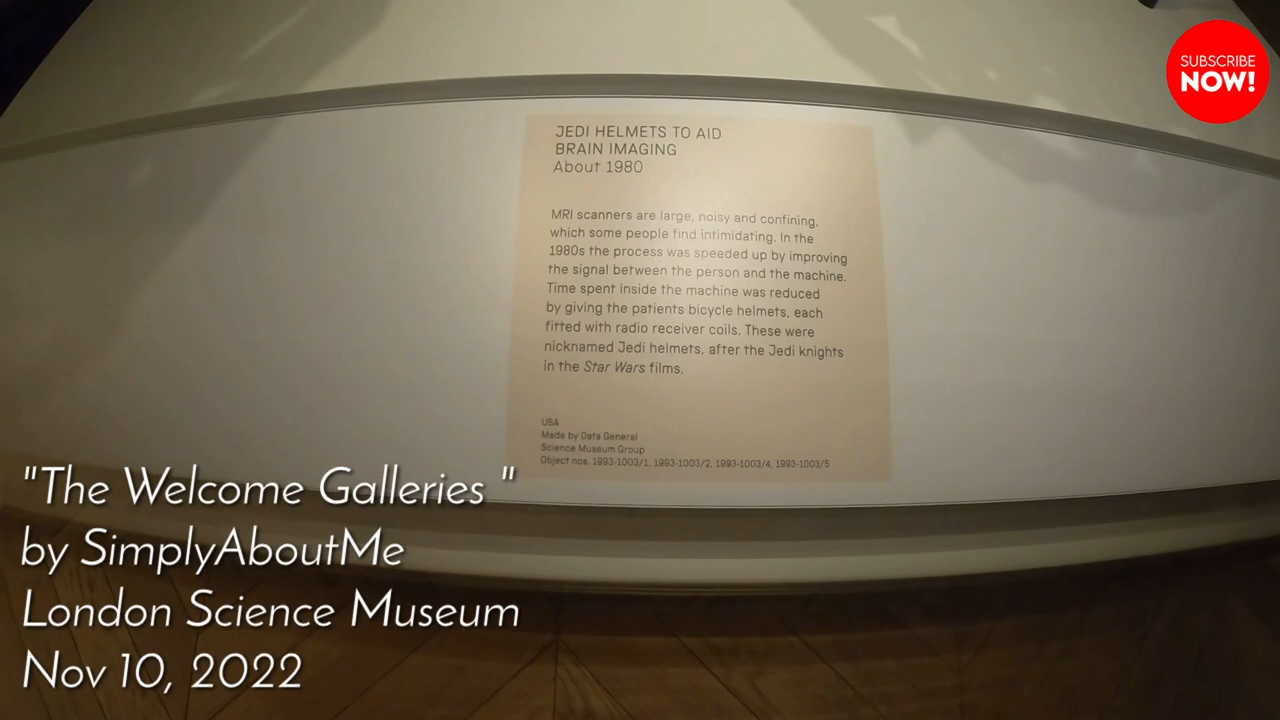 SUBSCRIBE
NOW!
JEDI HELMETS TO AID
BRAIN IMAGING
About 1980
MRI scanners are large, noisy and confining,
which some people find intimidating. In the
1980s the process was speeded up by improving
the signal between the person and the machine.
Time spent inside the machine was reduced
by giving the patients bicycle helmets, each
fitted with radio receiver coils. These were
nicknamed Jedi helmets, after the Jedi knights
in the Star Wars films.
USA
Made by Data General
Science Museum Group
Object nos. 1993-1003/1, 1993-1003/2, 1993-1003/4, 1993-1003/5
"The Welcome Galleries "
by SimplyAboutMe
London Science Museum
Nov 10, 2022